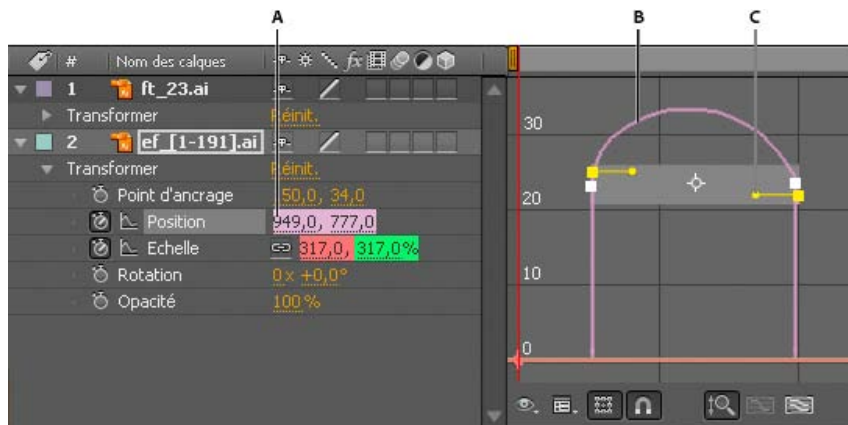 A B C
# Nom des calques fx
1 ft_23.ai
Transformer Réinit.
2 ef_[1-191].ai
Transformer Réinit.
Point d'ancrage 50,0, 34,0
Position 949,0, 777,0
Echelle 317,0, 317,0%
Rotation 0x +0,0°
Opacité 100%
30
20
10
0